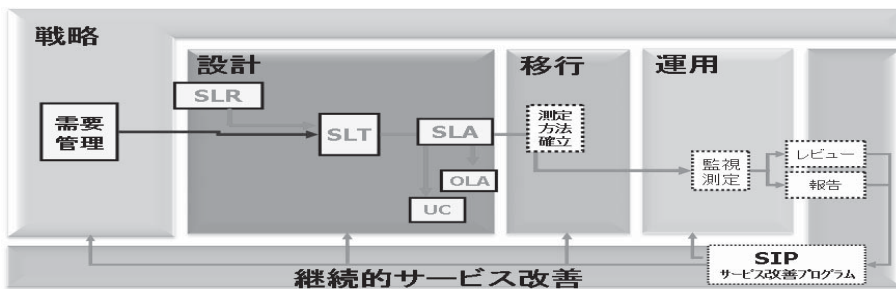 戦略
設計
移行
運用
SLR
需要
管理
SLT
SLA
測定
方法
確立
OLA
UC
監視
測定
レビュー
報告
SIP
サービス改善プログラム
継続的サービス改善